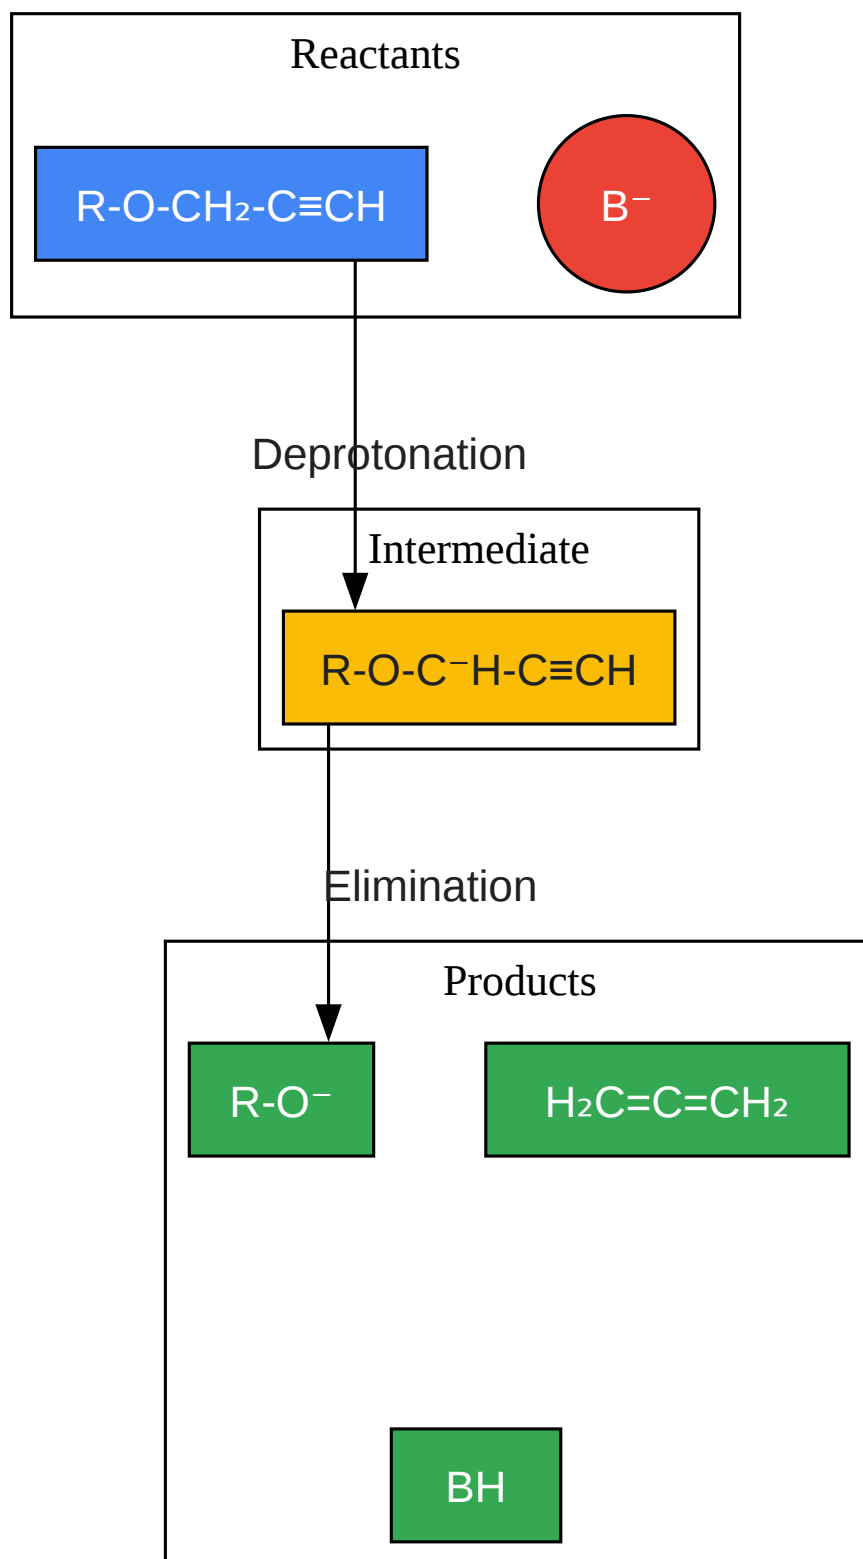 Reactants
R-O-CH₂-C≡CH
B⁻
Deprotonation
Intermediate
R-O-C⁻H-C≡CH
Elimination
Products
R-O⁻
H₂C=C=CH₂
BH